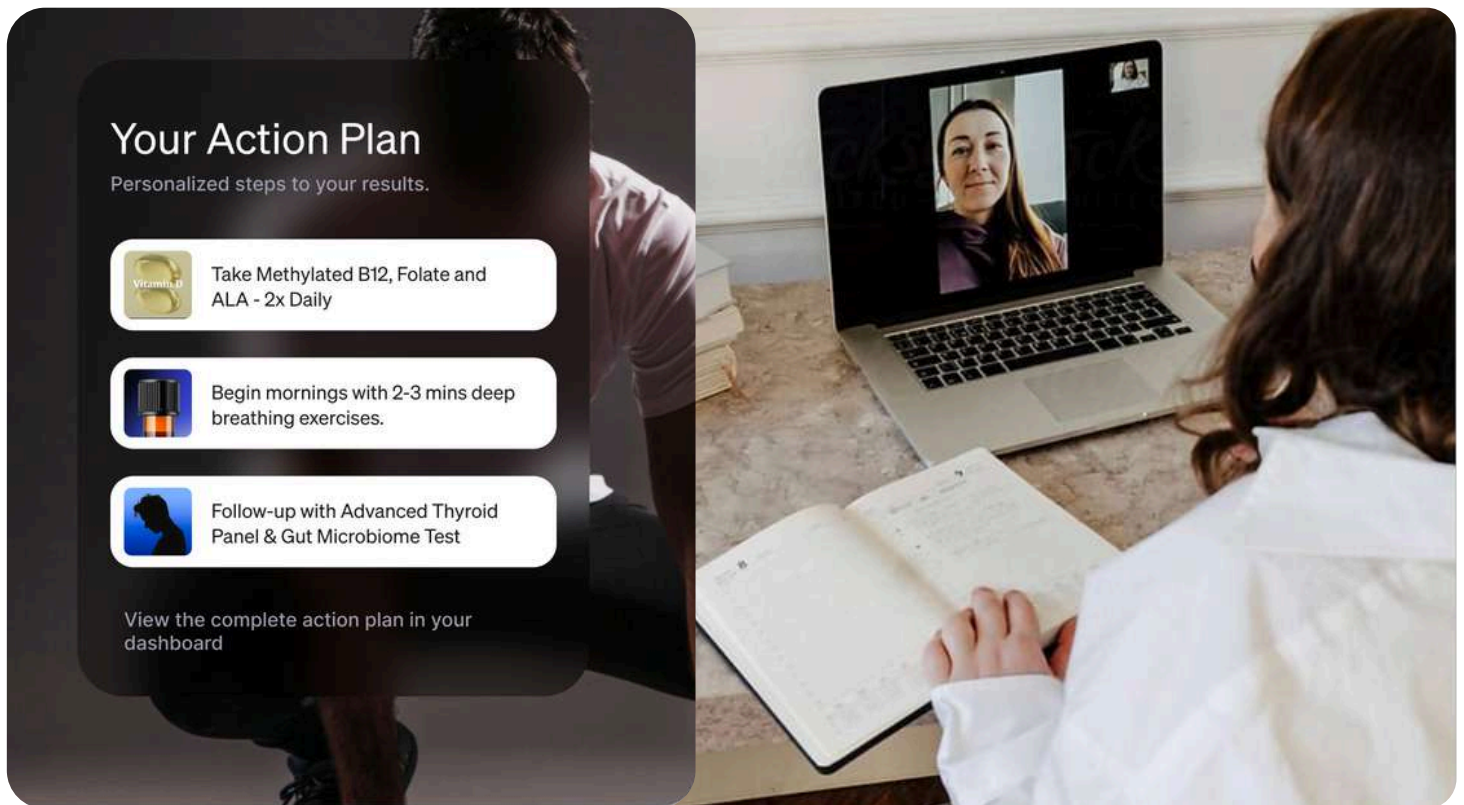 Your Action Plan
Personalized steps to your results.
Vitamin D
Take Methylated B12, Folate and
ALA - 2x Daily
Begin mornings with 2-3 mins deep
breathing exercises.
Follow-up with Advanced Thyroid
Panel & Gut Microbiome Test
View the complete action plan in your
dashboard
8
9